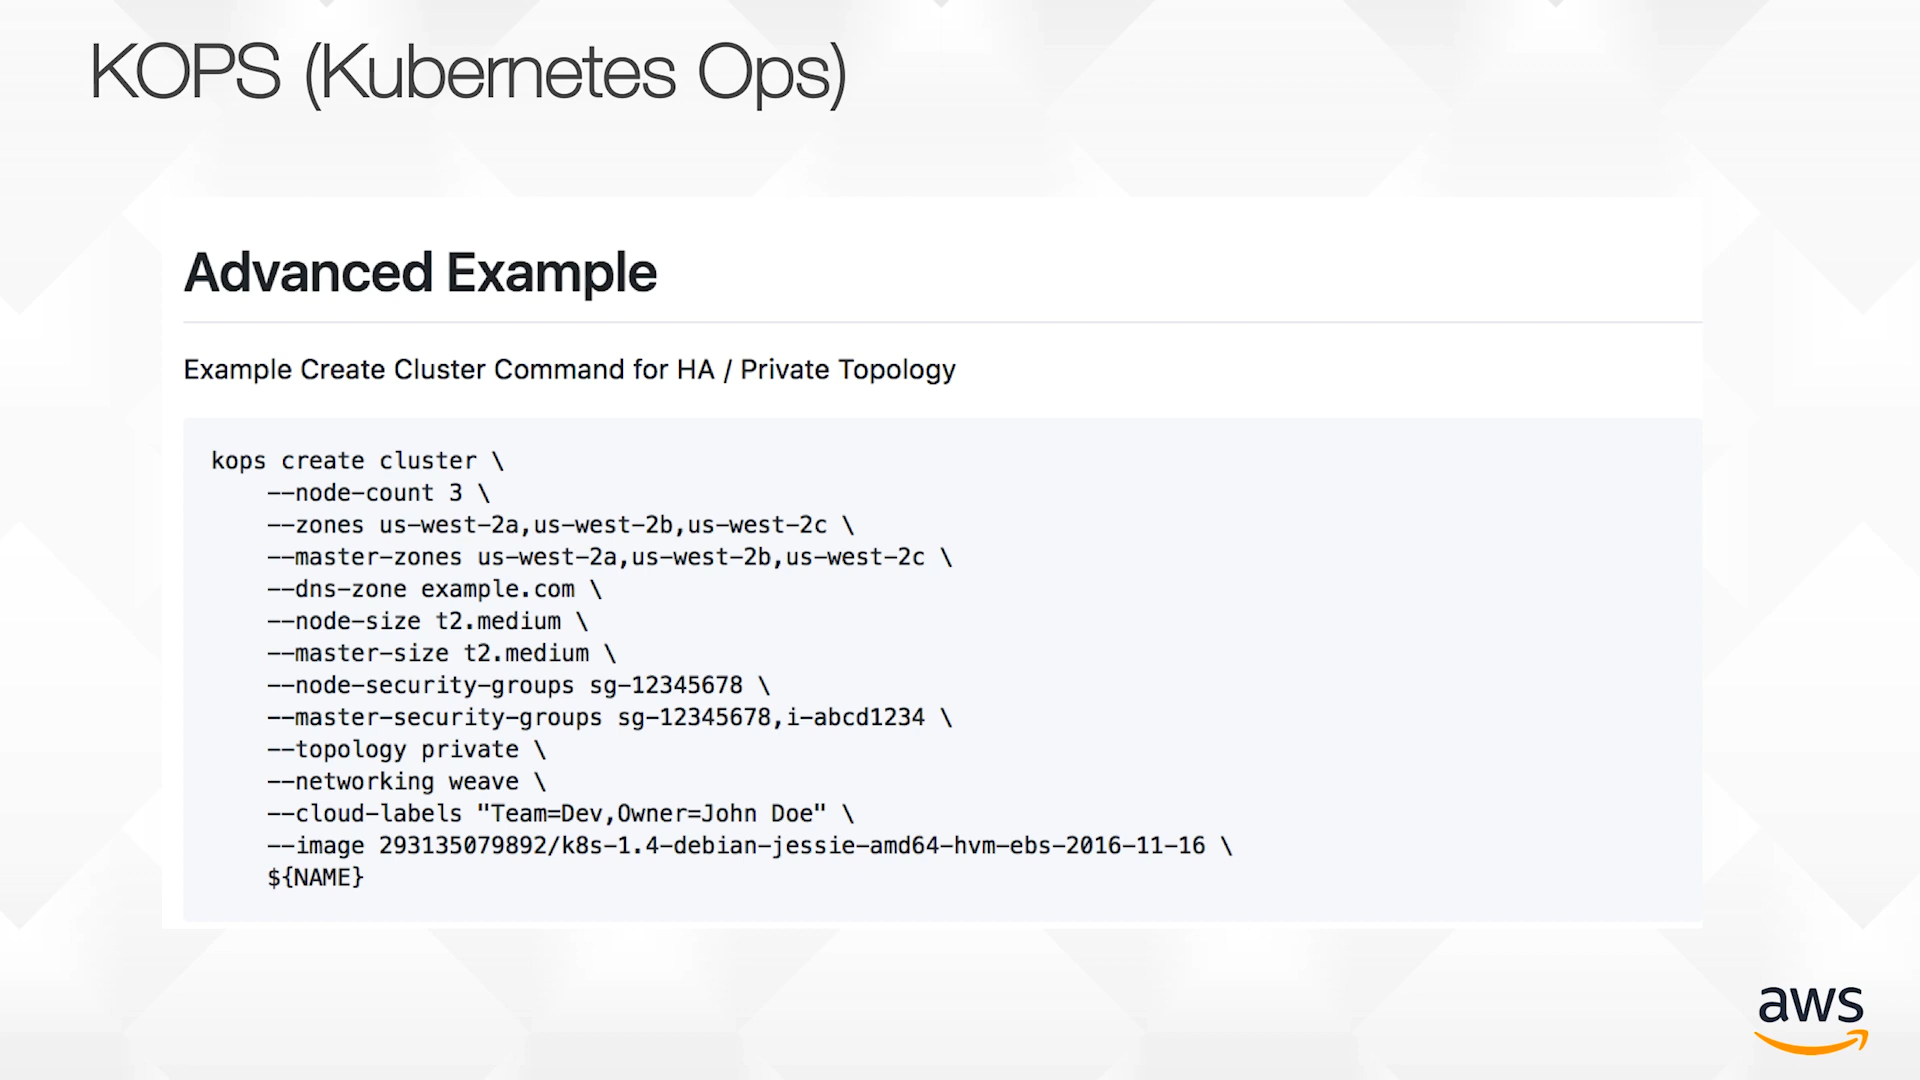 KOPS (Kubernetes Ops)
Advanced Example
Example Create Cluster Command for HA / Private Topology
kops create cluster \
--node-count 3 \
--zones us-west-2a,us-west-2b,us-west-2c \
--master-zones us-west-2a,us-west-2b,us-west-2c \
--dns-zone example.com \
--node-size t2.medium \
--master-size t2.medium \
--node-security-groups sg-12345678 \
--master-security-groups sg-12345678,i-abcd1234 \
--topology private \
--networking weave \
--cloud-labels "Team=Dev,Owner=John Doe" \
--image 293135079892/k8s-1.4-debian-jessie-amd64-hvm-ebs-2016-11-16 \
${NAME}
aws